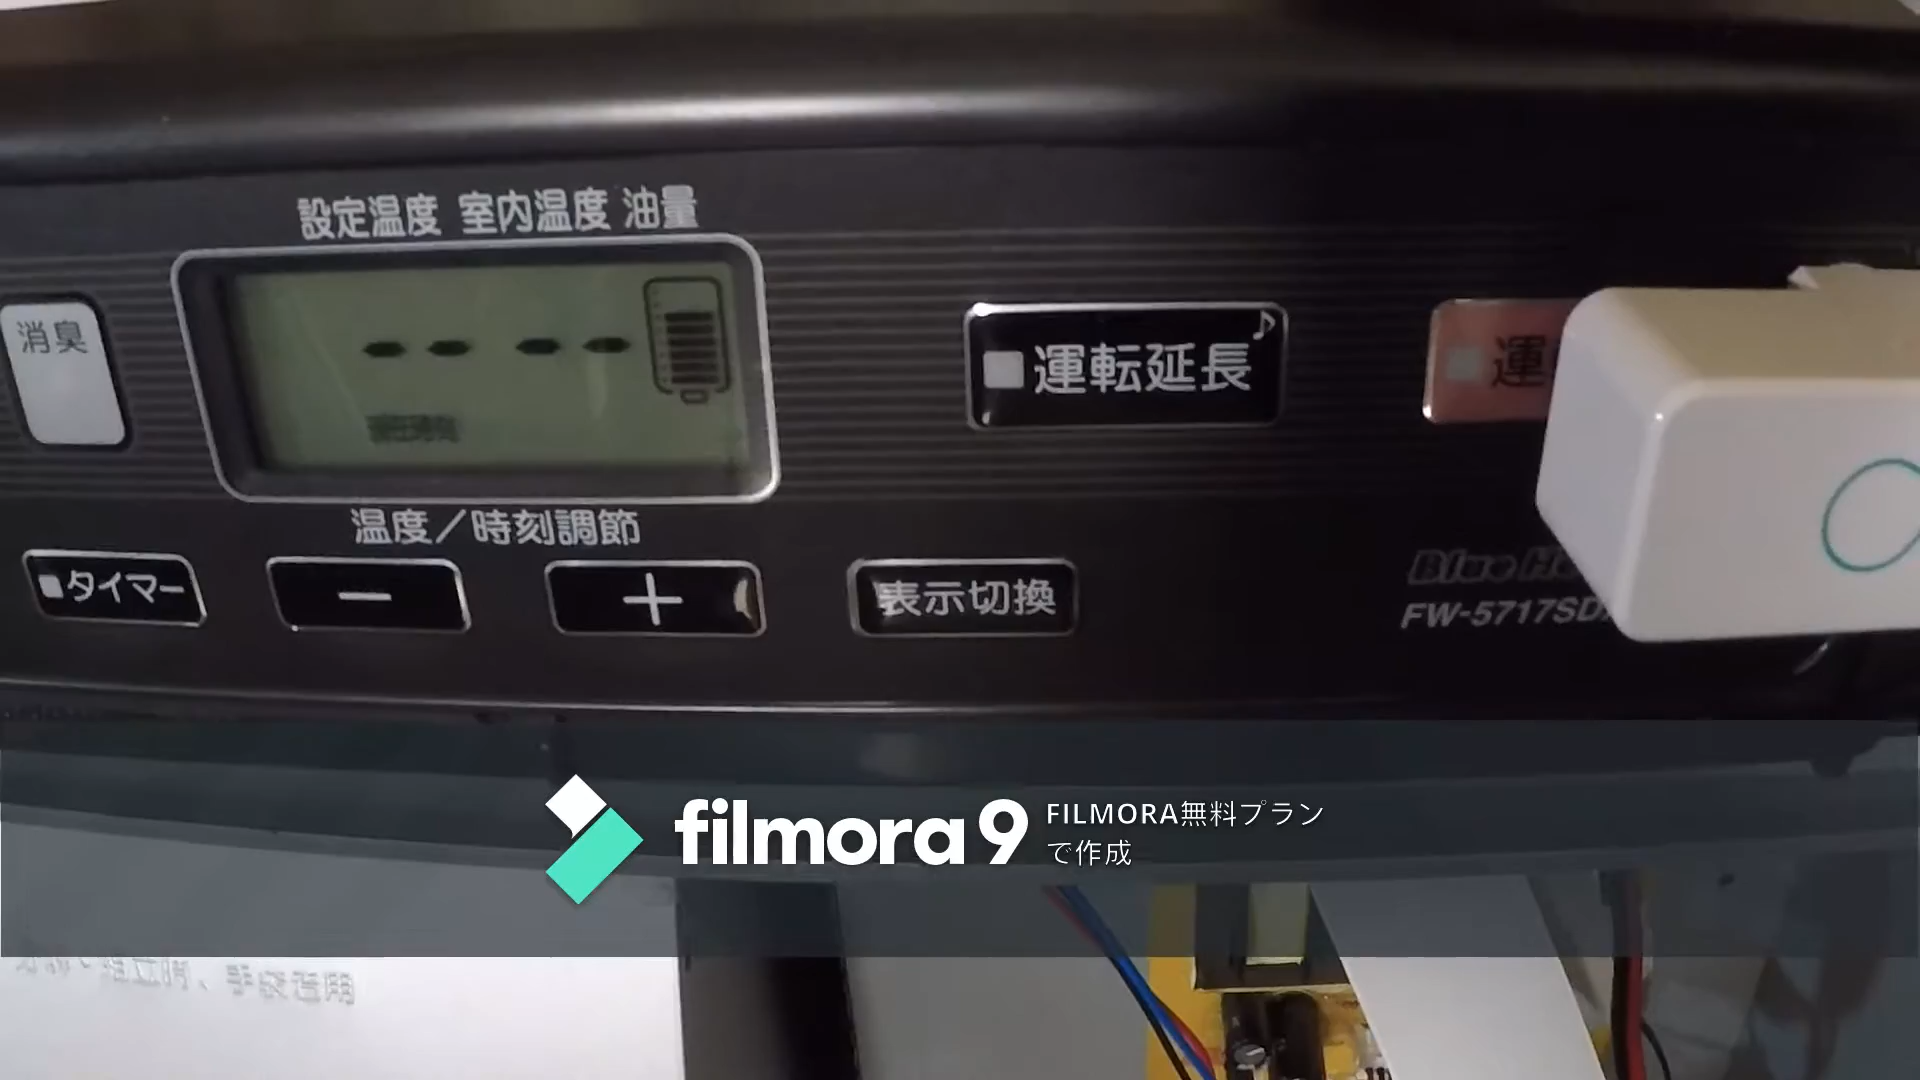 設定温度 室内温度 油量
消臭
運転延長
運
温度／時刻調節
タイマー
−
＋
表示切換
FW-5717SD
filmora9
FILMORA無料プラン
で作成